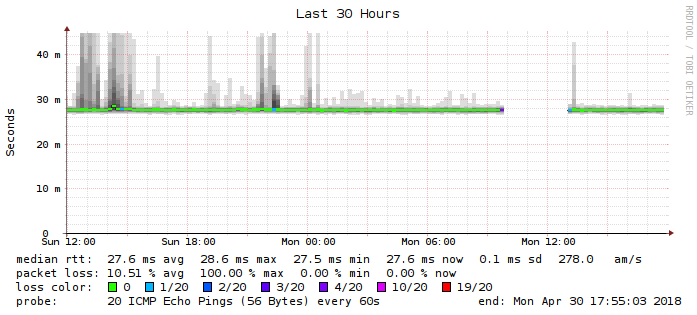 Last 30 Hours
RRDTOOL / TOBI OETIKER
Seconds
40 m
30 m
20 m
10 m
0
Sun 12:00 Sun 18:00 Mon 00:00 Mon 06:00 Mon 12:00
median rtt: 27.6 ms avg 28.6 ms max 27.5 ms min 27.6 ms now 0.1 ms sd 278.0 am/s
packet loss: 10.51 % avg 100.00 % max 0.00 % min 0.00 % now
loss color: 0 1/20 2/20 3/20 4/20 10/20 19/20
probe: 20 ICMP Echo Pings (56 Bytes) every 60s end: Mon Apr 30 17:55:03 2018